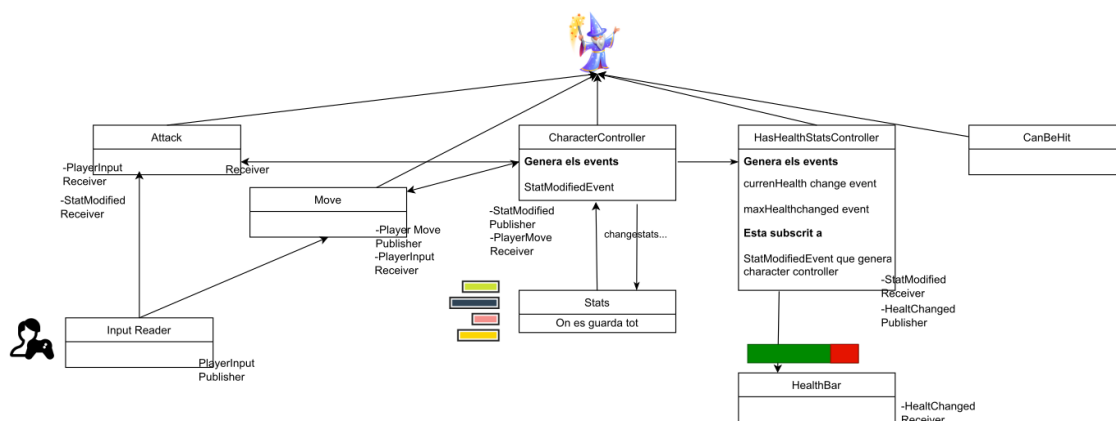 Attack
-PlayerInput
Receiver
-StatModified
Receiver
Receiver
Move
-Player Move
Publisher
-PlayerInput
Receiver
CharacterController
Genera els events
StatModifiedEvent
-StatModified
Publisher
-PlayerMove
Receiver
changestats...
HasHealthStatsController
Genera els events
currenHealth change event
maxHealthchanged event
Esta subscrit a
StatModifiedEvent que genera
character controller
-StatModified
Receiver
-HealtChanged
Publisher
CanBeHit
Stats
On es guarda tot
Input Reader
PlayerInput
Publisher
HealthBar
-HealtChanged
Receiver